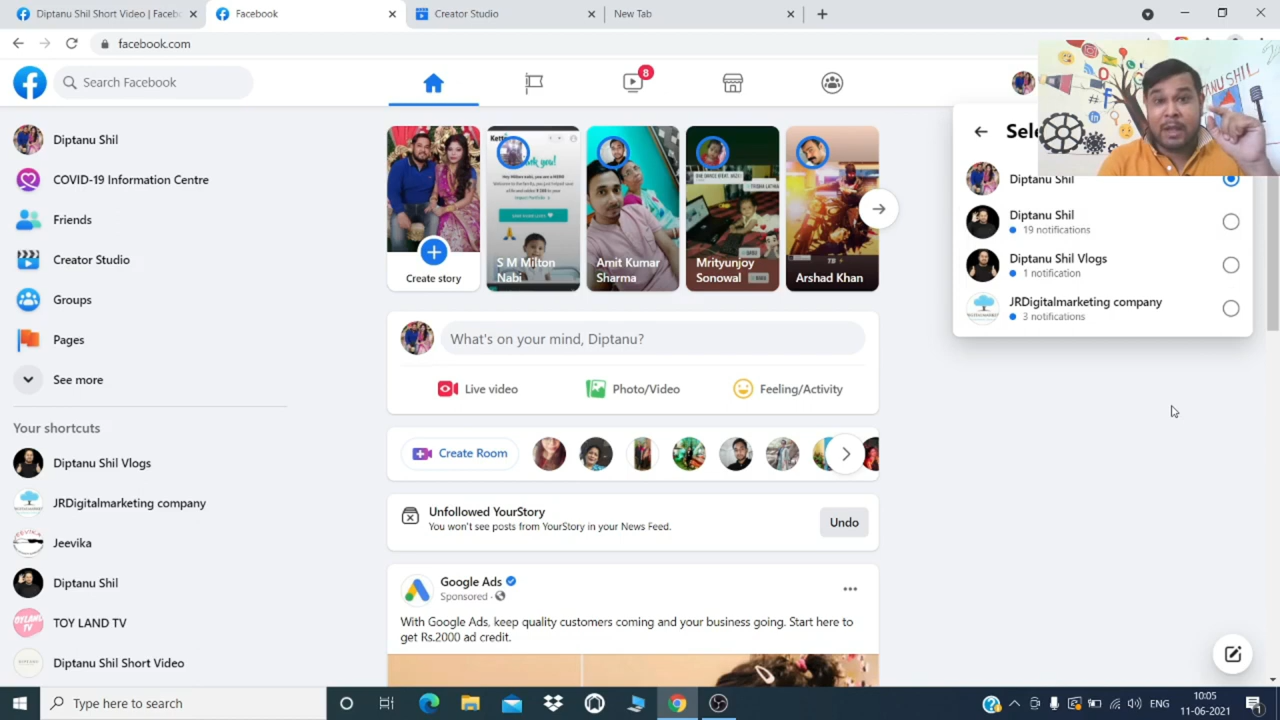 Diptanu Shil Short Video | Faceb
Facebook
Creator Studio
New Tab
facebook.com
Search Facebook
8
Diptanu Shil
COVID-19 Information Centre
Friends
Creator Studio
Groups
Pages
See more
Your shortcuts
Diptanu Shil Vlogs
JRDigitalmarketing company
Jeevika
Diptanu Shil
TOY LAND TV
Diptanu Shil Short Video
Create story
S M Milton
Nabi
Amit Kumar
Sharma
Mrityunjoy
Sonowal
Arshad Khan
What's on your mind, Diptanu?
Live video
Photo/Video
Feeling/Activity
Create Room
Unfollowed YourStory
You won't see posts from YourStory in your News Feed.
Undo
Google Ads
Sponsored ·
With Google Ads, keep quality customers coming and your business going. Start here to
get Rs.2000 ad credit.
Sele
Diptanu Shil
Diptanu Shil
19 notifications
Diptanu Shil Vlogs
1 notification
JRDigitalmarketing company
3 notifications
Type here to search
ENG
10:05
11-06-2021
1